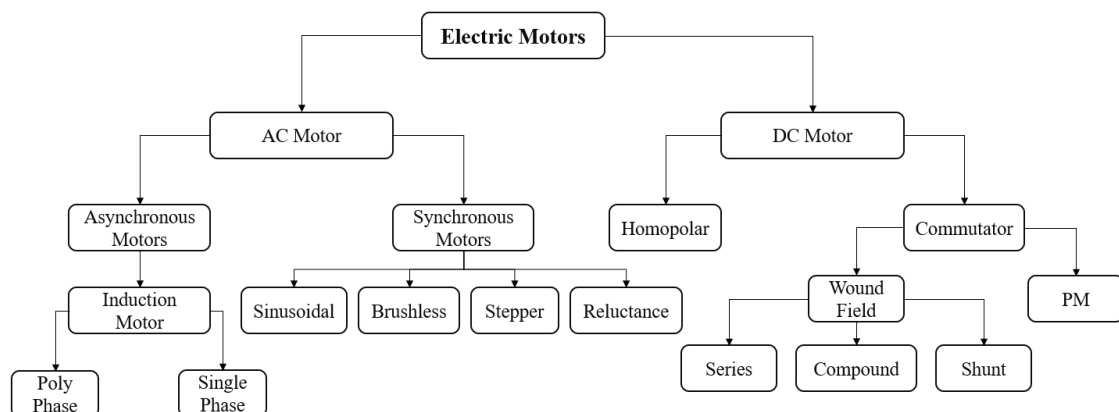 Electric Motors
AC Motor
DC Motor
Asynchronous
Motors
Synchronous
Motors
Homopolar
Commutator
Induction
Motor
Sinusoidal
Brushless
Stepper
Reluctance
Wound
Field
PM
Series
Compound
Shunt
Poly
Phase
Single
Phase